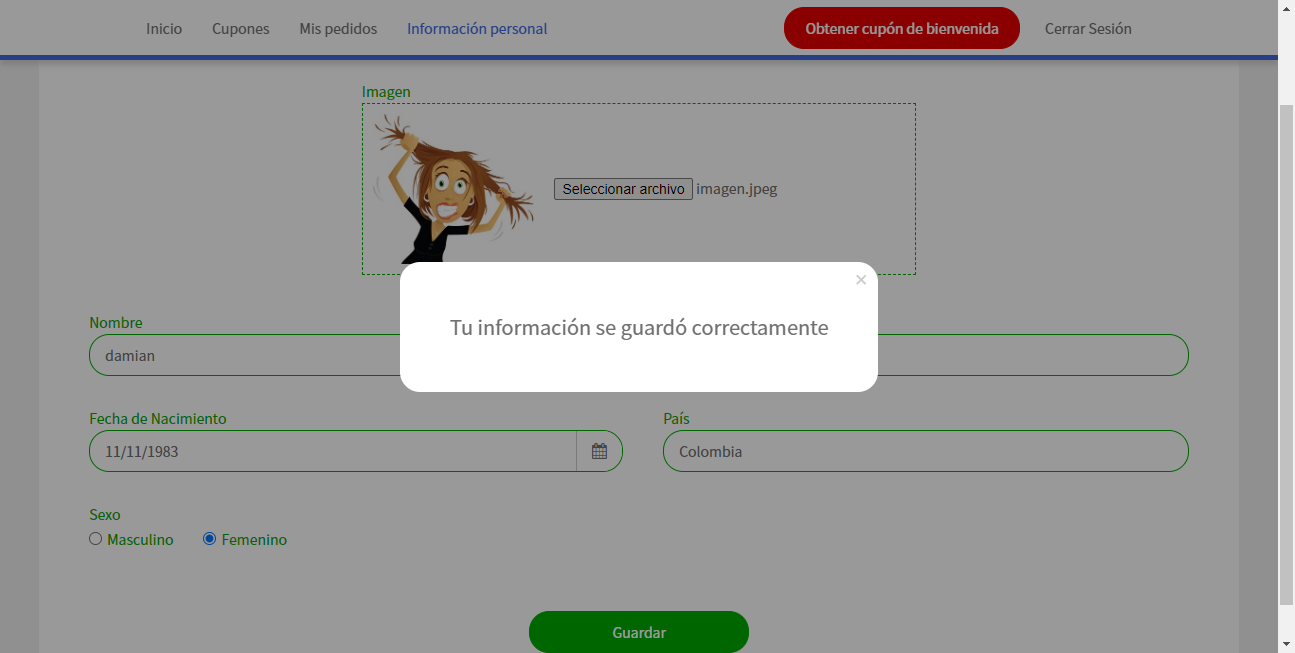 Inicio Cupones Mis pedidos Información personal Obtener cupón de bienvenida Cerrar Sesión
Imagen
Seleccionar archivo imagen.jpeg
×
Tu información se guardó correctamente
Nombre
damian
Fecha de Nacimiento País
11/11/1983 Colombia
Sexo
Masculino Femenino
Guardar